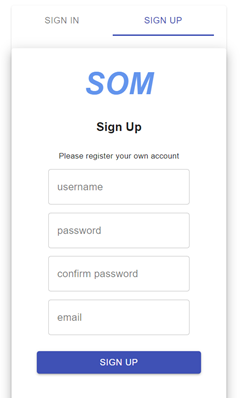 SIGN IN
SIGN UP
SOM
Sign Up
Please register your own account
username
password
confirm password
email
SIGN UP